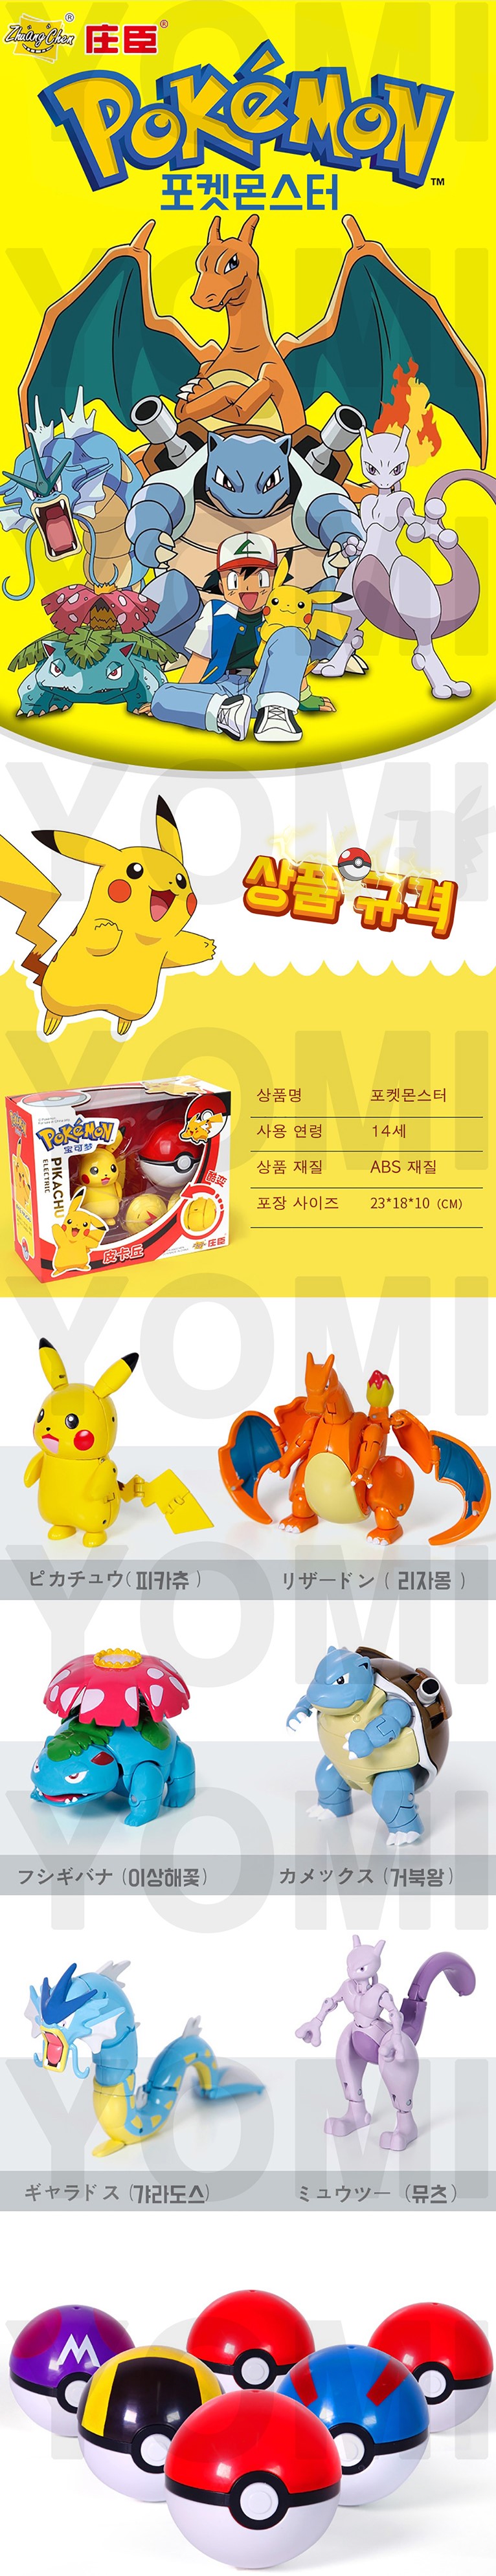 ZhuangChen® 庄臣®
POKéMON™
포켓몬스터
YOMI
상품 규격
상품명 포켓몬스터
사용 연령 14세
상품 재질 ABS 재질
포장 사이즈 23*18*10 (CM)
POKéMON
宝可梦
PIKACHU
ELECTRIC
皮卡丘
庄臣
ピカチュウ( 피카츄 )
リザードン ( 리자몽 )
フシギバナ (이상해꽃)
カメックス (거북왕 )
ギャラドス (갸라도스)
ミュウツー (뮤츠 )
M